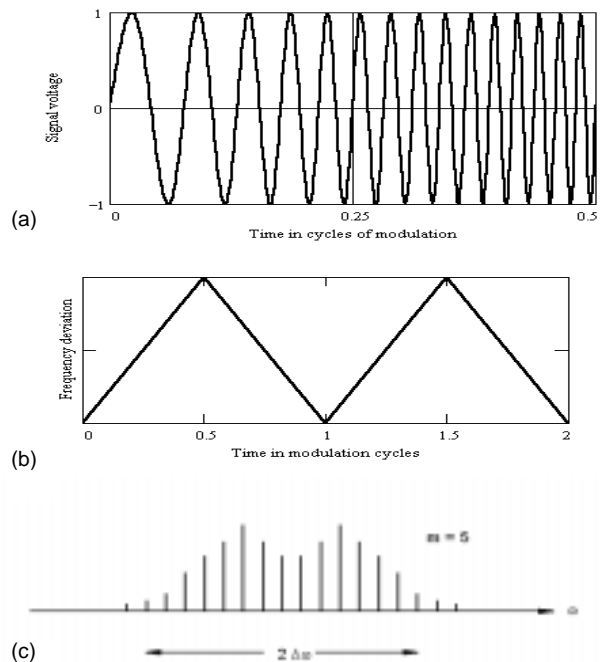 1
Signal voltage
0
−1
(a)
0
0.25
0.5
Time in cycles of modulation
Frequency deviation
0
0.5
1
1.5
2
Time in modulation cycles
(b)
m = 5
ω
2 Δω
(c)